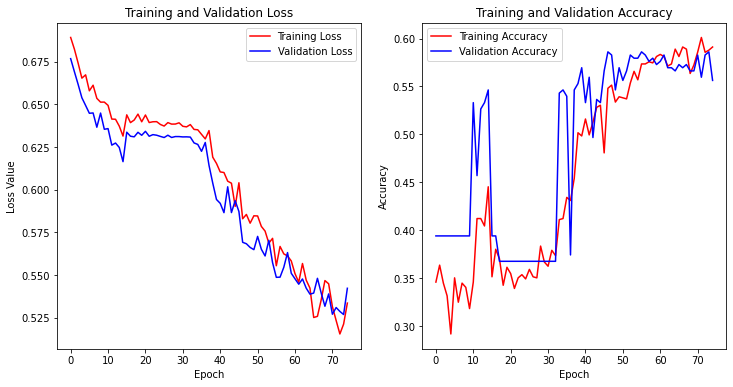 Training and Validation Loss
Training Loss
Validation Loss
0.675
0.650
0.625
0.600
0.575
0.550
0.525
Loss Value
0 10 20 30 40 50 60 70
Epoch
Training and Validation Accuracy
Training Accuracy
Validation Accuracy
0.60
0.55
0.50
0.45
0.40
0.35
0.30
Accuracy
0 10 20 30 40 50 60 70
Epoch